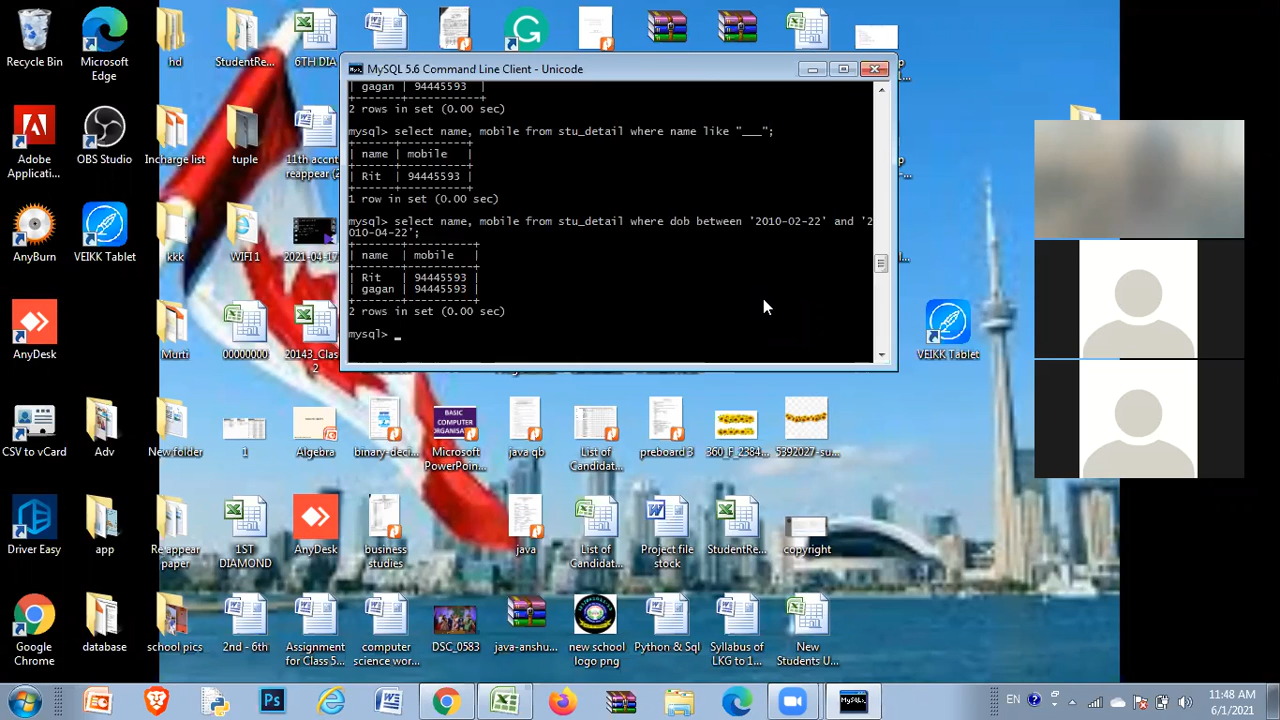 MySQL 5.6 Command Line Client - Unicode
| gagan | 94445593 |
+-------+----------+
2 rows in set (0.00 sec)
mysql> select name, mobile from stu_detail where name like "___";
+------+----------+
| name | mobile   |
+------+----------+
| Rit  | 94445593 |
+------+----------+
1 row in set (0.00 sec)
mysql> select name, mobile from stu_detail where dob between '2010-02-22' and '2
010-04-22';
+-------+----------+
| name  | mobile   |
+-------+----------+
| Rit   | 94445593 |
| gagan | 94445593 |
+-------+----------+
2 rows in set (0.00 sec)
mysql> _
Recycle Bin
Microsoft
Edge
hd
StudentRe...
6TH DIA
Adobe
Applicati...
OBS Studio
Incharge list
tuple
11th accnt
reappear (2
AnyBurn
VEIKK Tablet
kkk
WIFI 1
2021-04-17
AnyDesk
Murti
00000000
20143_Clas
2
VEIKK Tablet
CSV to vCard
Adv
New folder
1
Algebra
binary-deci...
BASIC
COMPUTER
ORGANISAT
Microsoft
PowerPoin...
java qb
List of
Candidat...
preboard 3
360_F_2384...
5392027-su...
Driver Easy
app
Re appear
paper
1ST
DIAMOND
AnyDesk
business
studies
java
List of
Candidat...
Project file
stock
StudentRe...
copyright
Google
Chrome
database
school pics
2nd - 6th
Assignment
for Class 5...
computer
science wor...
DSC_0583
java-anshu...
new school
logo png
Python & Sql
Syllabus of
LKG to 1...
New
Students U...
Ps
EN
11:48 AM
6/1/2021